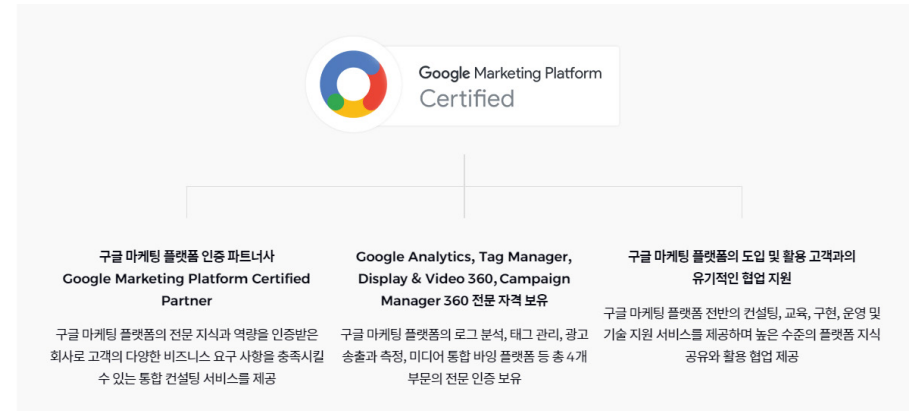 Google Marketing Platform
Certified
구글 마케팅 플랫폼 인증 파트너사
Google Marketing Platform Certified
Partner
구글 마케팅 플랫폼의 전문 지식과 역량을 인증받은
회사로 고객의 다양한 비즈니스 요구 사항을 충족시킬
수 있는 통합 컨설팅 서비스를 제공
Google Analytics, Tag Manager,
Display & Video 360, Campaign
Manager 360 전문 자격 보유
구글 마케팅 플랫폼의 로그 분석, 태그 관리, 광고
송출과 측정, 미디어 통합 바잉 플랫폼 등 총 4개
부문의 전문 인증 보유
구글 마케팅 플랫폼의 도입 및 활용 고객과의
유기적인 협업 지원
구글 마케팅 플랫폼 전반의 컨설팅, 교육, 구현, 운영 및
기술 지원 서비스를 제공하며 높은 수준의 플랫폼 지식
공유와 활용 협업 제공